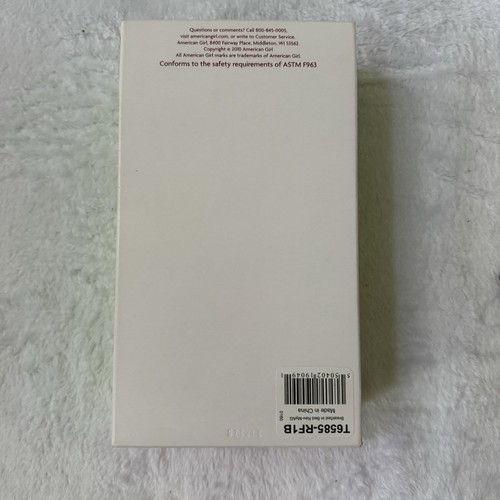 Questions or comments? Call 800-845-0005,
visit americangirl.com, or write to Customer Service,
American Girl, 8400 Fairway Place, Middleton, WI 53562.
Copyright © 2010 American Girl
All American Girl marks are trademarks of American Girl.
Conforms to the safety requirements of ASTM F963
T6585-RF1B
Made in China